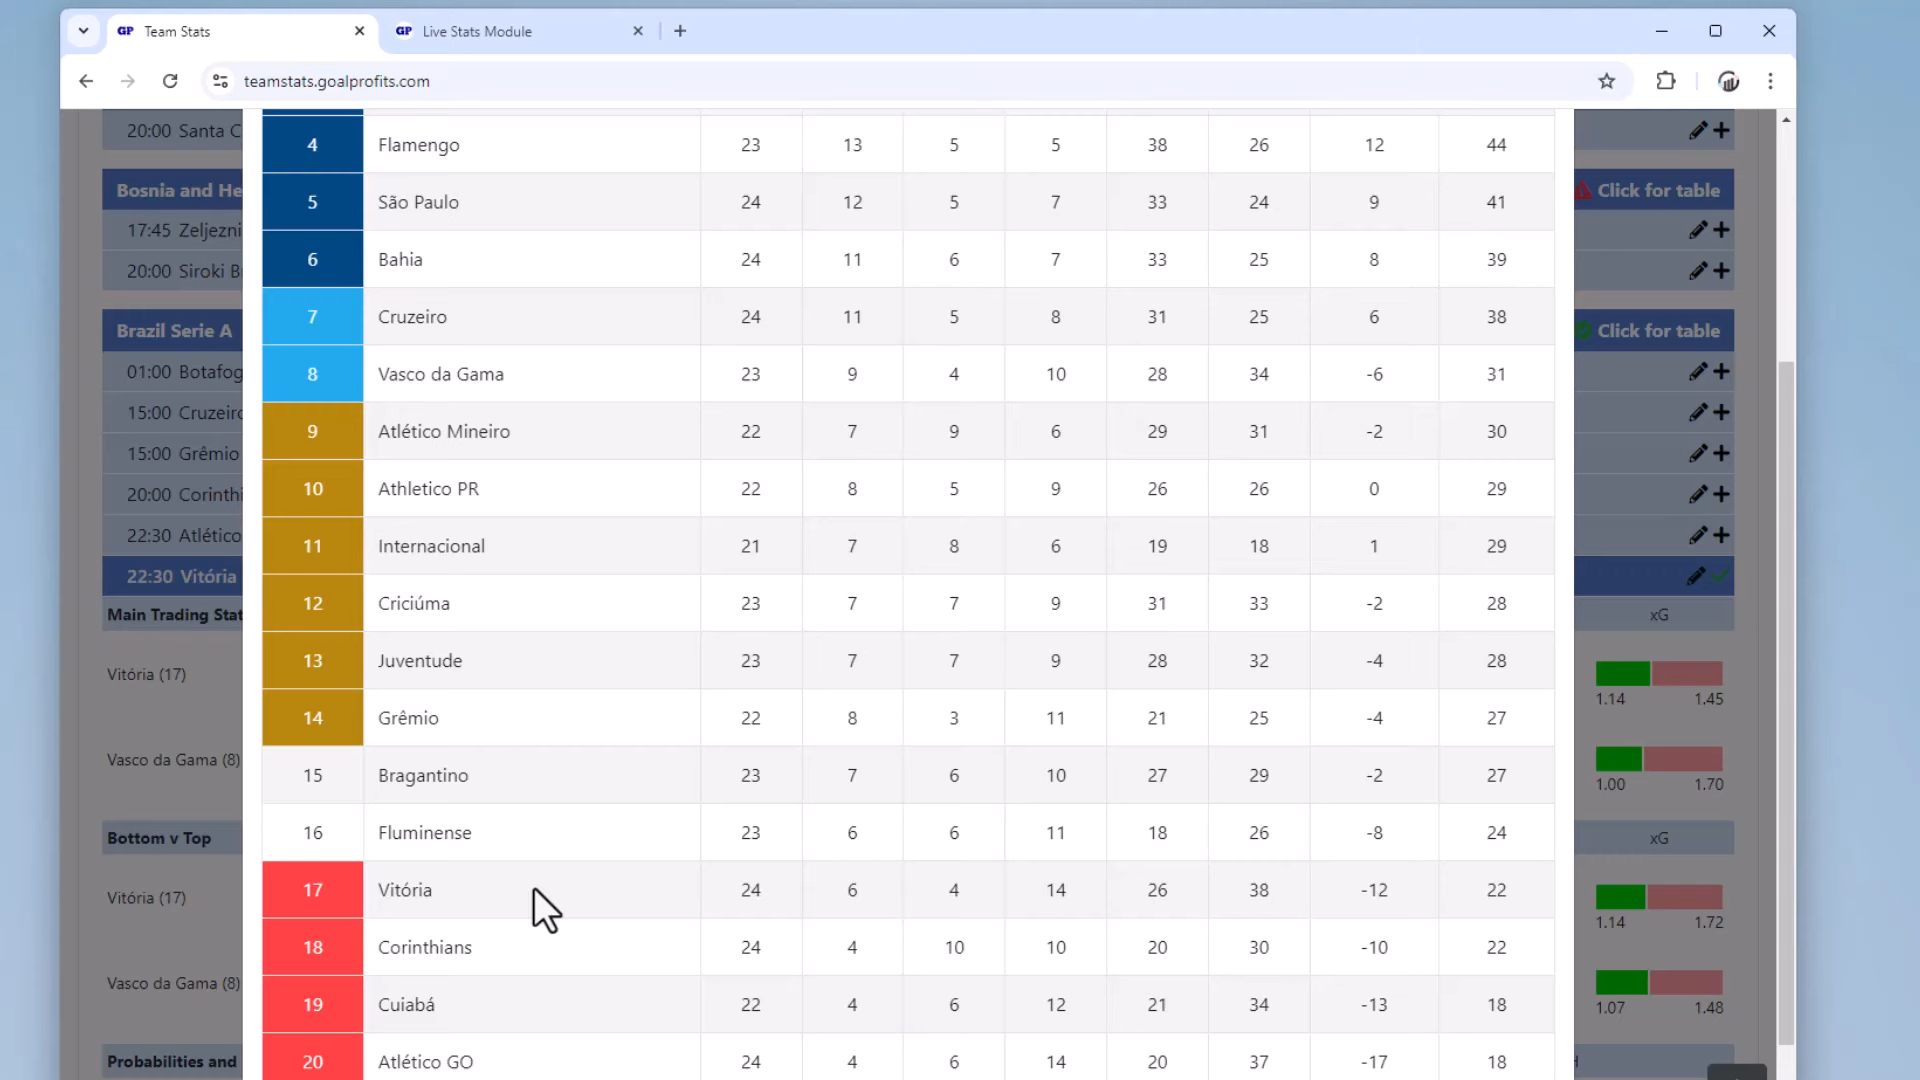 GP Team Stats
GP Live Stats Module
teamstats.goalprofits.com
20:00 Santa C
Bosnia and He
Click for table
17:45 Zeljezni
20:00 Siroki B
Brazil Serie A
Click for table
01:00 Botafog
15:00 Cruzeiro
15:00 Grêmio
20:00 Corinthi
22:30 Atlético
22:30 Vitória
Main Trading Stat
xG
Vitória (17)
1.14 1.45
Vasco da Gama (8)
1.00 1.70
Bottom v Top
xG
Vitória (17)
1.14 1.72
Vasco da Gama (8)
1.07 1.48
Probabilities and
4 Flamengo 23 13 5 5 38 26 12 44
5 São Paulo 24 12 5 7 33 24 9 41
6 Bahia 24 11 6 7 33 25 8 39
7 Cruzeiro 24 11 5 8 31 25 6 38
8 Vasco da Gama 23 9 4 10 28 34 -6 31
9 Atlético Mineiro 22 7 9 6 29 31 -2 30
10 Athletico PR 22 8 5 9 26 26 0 29
11 Internacional 21 7 8 6 19 18 1 29
12 Criciúma 23 7 7 9 31 33 -2 28
13 Juventude 23 7 7 9 28 32 -4 28
14 Grêmio 22 8 3 11 21 25 -4 27
15 Bragantino 23 7 6 10 27 29 -2 27
16 Fluminense 23 6 6 11 18 26 -8 24
17 Vitória 24 6 4 14 26 38 -12 22
18 Corinthians 24 4 10 10 20 30 -10 22
19 Cuiabá 22 4 6 12 21 34 -13 18
20 Atlético GO 24 4 6 14 20 37 -17 18